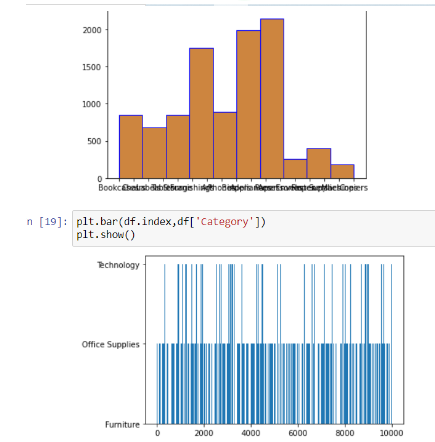 2000
1500
1000
500
0
n [19]: plt.bar(df.index,df['Category'])
plt.show()
Technology
Office Supplies
Furniture
0 2000 4000 6000 8000 10000